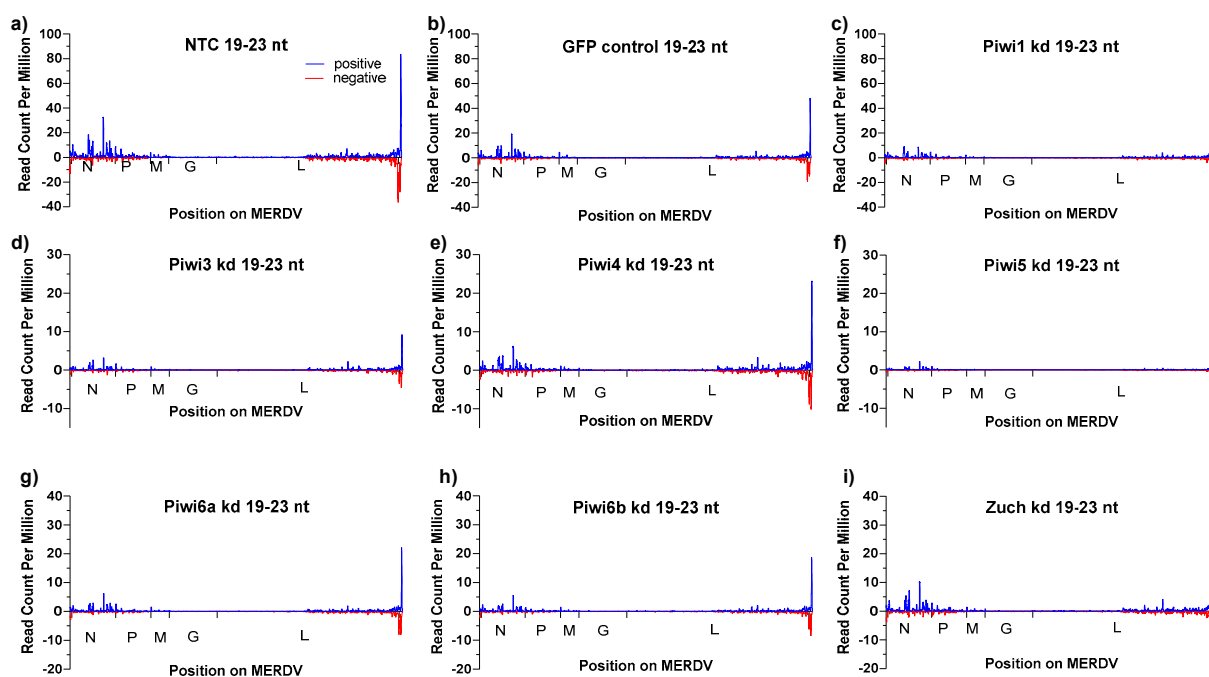 a)
NTC 19-23 nt
positive
negative
Read Count Per Million
100
80
60
40
20
0
-20
-40
N P M G L
Position on MERDV
b)
GFP control 19-23 nt
Read Count Per Million
100
80
60
40
20
0
-20
-40
N P M G L
Position on MERDV
c)
Piwi1 kd 19-23 nt
Read Count Per Million
100
80
60
40
20
0
-20
-40
N P M G L
Position on MERDV
d)
Piwi3 kd 19-23 nt
Read Count Per Million
30
20
10
0
-10
N P M G L
Position on MERDV
e)
Piwi4 kd 19-23 nt
Read Count Per Million
30
20
10
0
-10
N P M G L
Position on MERDV
f)
Piwi5 kd 19-23 nt
Read Count Per Million
30
20
10
0
-10
N P M G L
Position on MERDV
g)
Piwi6a kd 19-23 nt
Read Count Per Million
40
30
20
10
0
-10
-20
N P M G L
Position on MERDV
h)
Piwi6b kd 19-23 nt
Read Count Per Million
40
30
20
10
0
-10
-20
N P M G L
Position on MERDV
i)
Zuch kd 19-23 nt
Read Count Per Million
40
30
20
10
0
-10
-20
N P M G L
Position on MERDV